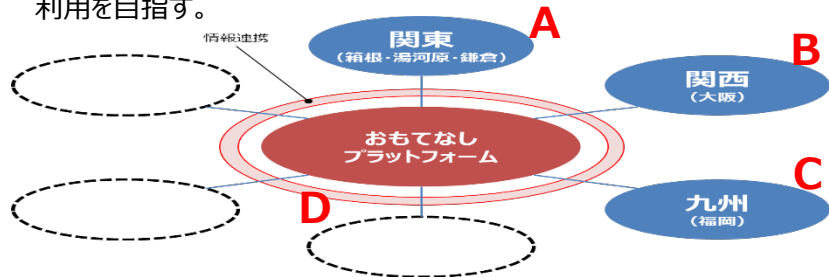 利用を目指す。
情報連携
関東
(箱根・湯河原・鎌倉)
A
関西
(大阪)
B
おもてなし
プラットフォーム
九州
(福岡)
C
D